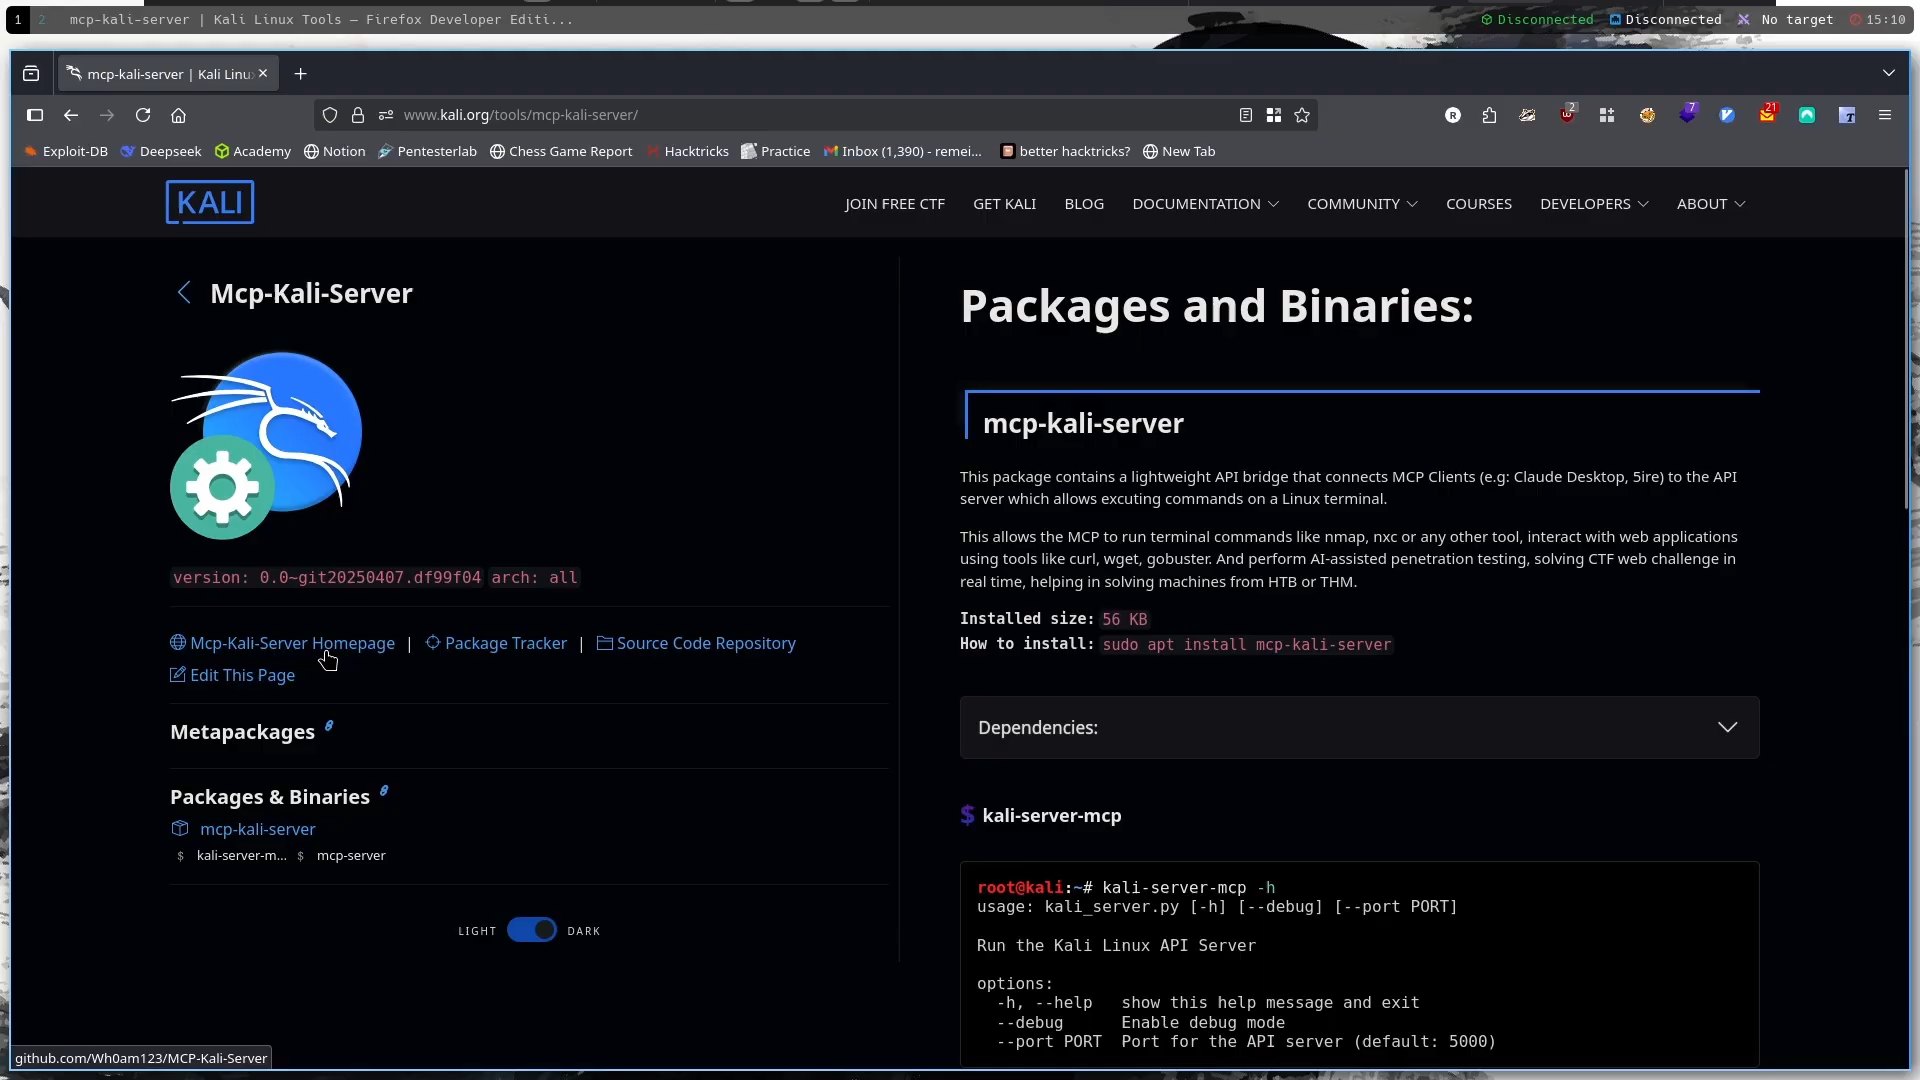 1 2 mcp-kali-server | Kali Linux Tools — Firefox Developer Editi... Disconnected Disconnected No target 15:10
mcp-kali-server | Kali Linu
www.kali.org/tools/mcp-kali-server/
R 2 7 21
Exploit-DB Deepseek Academy Notion Pentesterlab Chess Game Report Hacktricks Practice Inbox (1,390) - remei... better hacktricks? New Tab
KALI JOIN FREE CTF GET KALI BLOG DOCUMENTATION COMMUNITY COURSES DEVELOPERS ABOUT
Mcp-Kali-Server
version: 0.0~git20250407.df99f04 arch: all
Mcp-Kali-Server Homepage | Package Tracker | Source Code Repository
Edit This Page
Metapackages
Packages & Binaries
mcp-kali-server
$ kali-server-m... $ mcp-server
LIGHT DARK
Packages and Binaries:
mcp-kali-server
This package contains a lightweight API bridge that connects MCP Clients (e.g: Claude Desktop, 5ire) to the API
server which allows excuting commands on a Linux terminal.
This allows the MCP to run terminal commands like nmap, nxc or any other tool, interact with web applications
using tools like curl, wget, gobuster. And perform AI-assisted penetration testing, solving CTF web challenge in
real time, helping in solving machines from HTB or THM.
Installed size: 56 KB
How to install: sudo apt install mcp-kali-server
Dependencies:
$ kali-server-mcp
root@kali:~# kali-server-mcp -h
usage: kali_server.py [-h] [--debug] [--port PORT]
Run the Kali Linux API Server
options:
-h, --help show this help message and exit
--debug Enable debug mode
--port PORT Port for the API server (default: 5000)
github.com/Wh0am123/MCP-Kali-Server